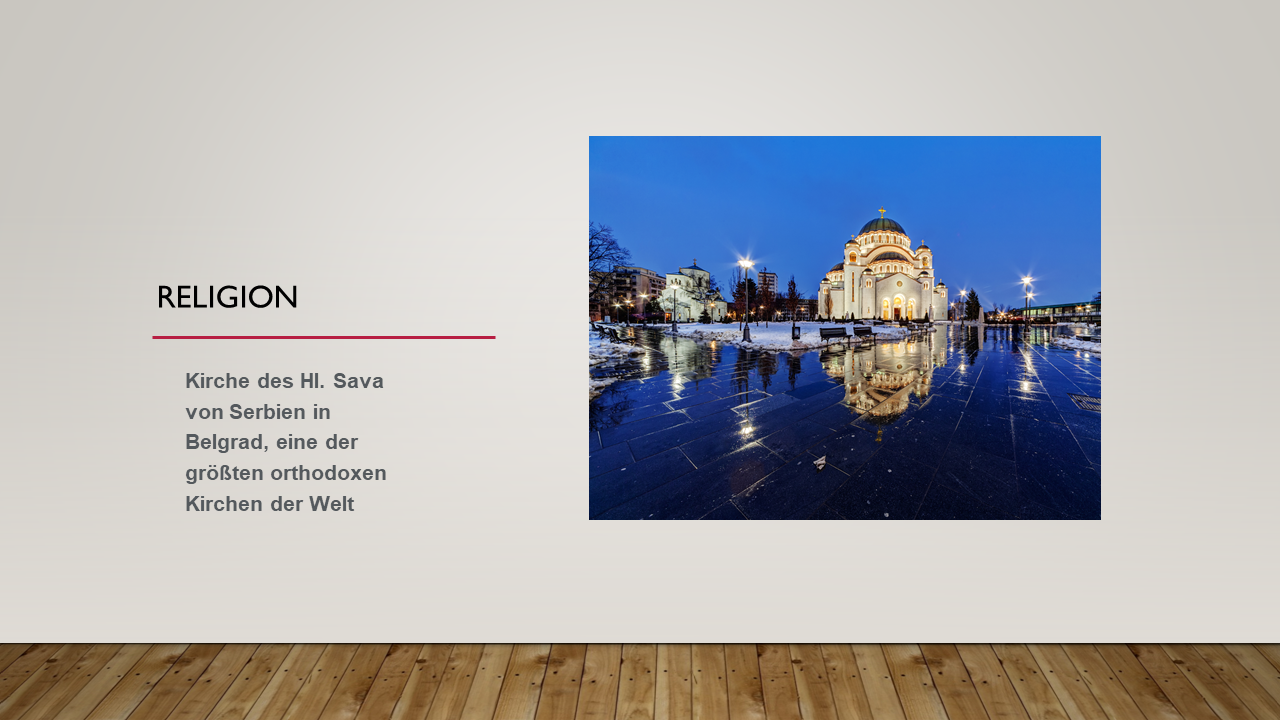 RELIGION
Kirche des Hl. Sava
von Serbien in
Belgrad, eine der
größten orthodoxen
Kirchen der Welt